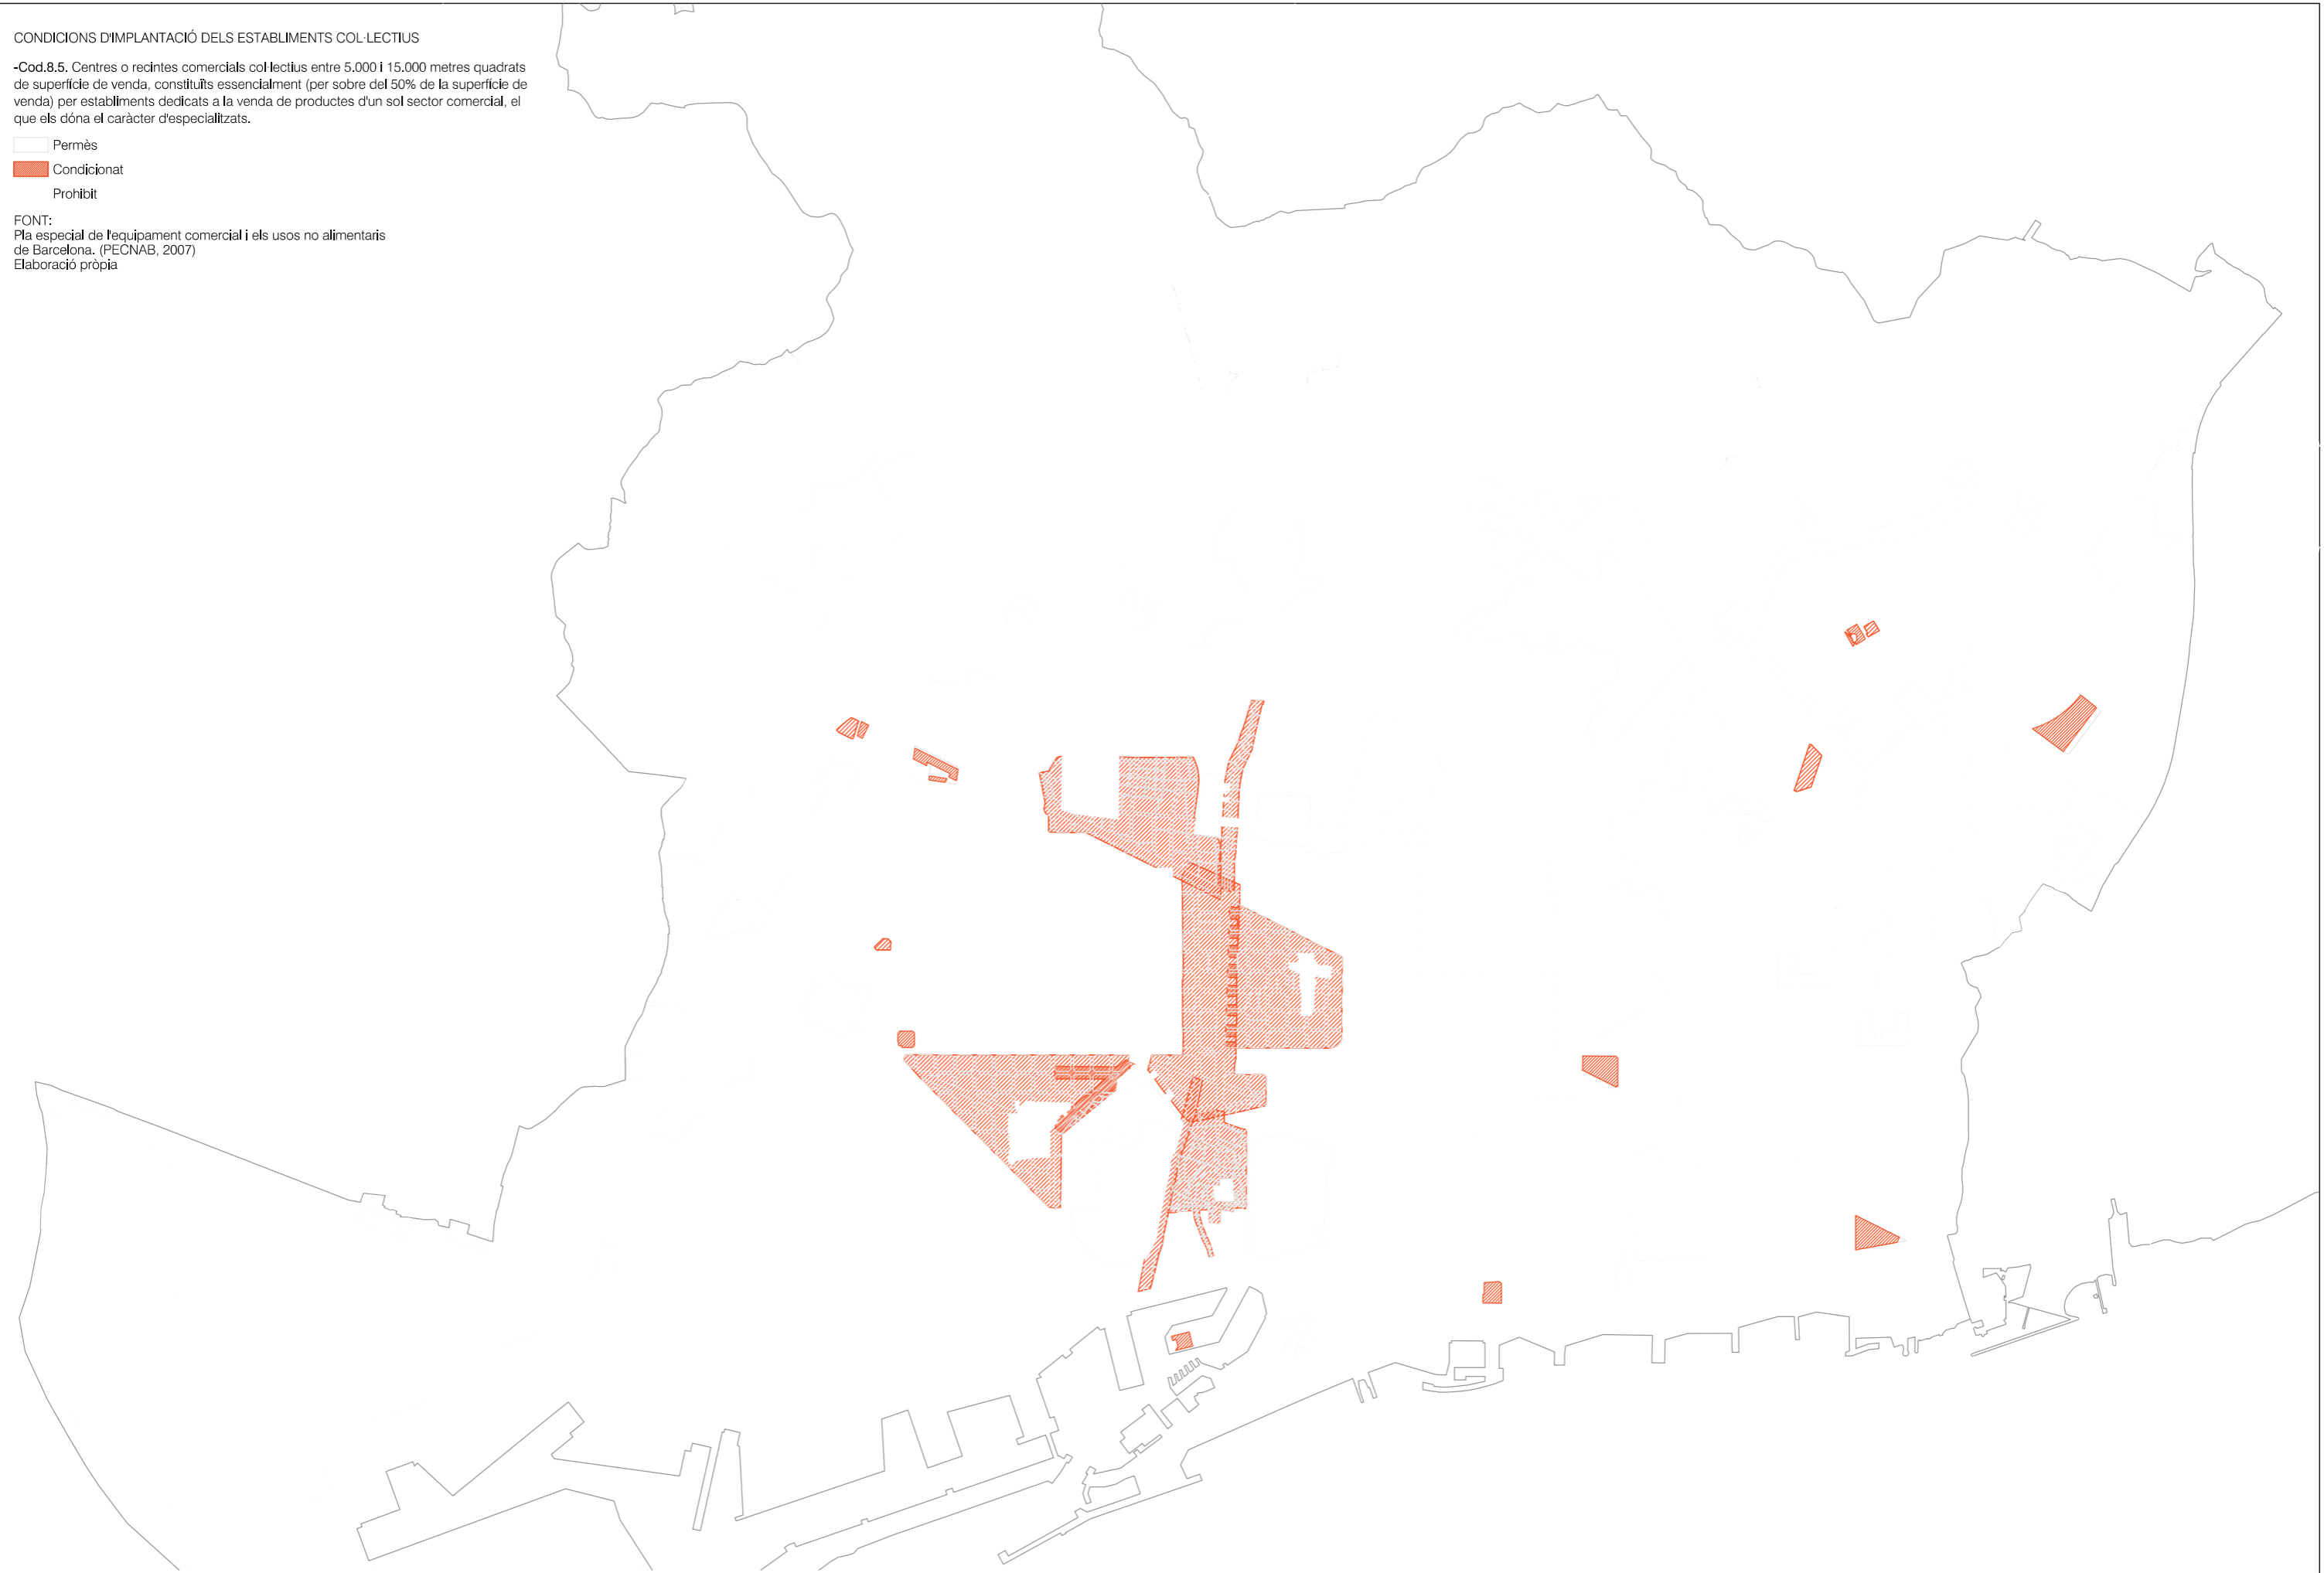 CONDICIONS D'IMPLANTACIÓ DELS ESTABLIMENTS COL·LECTIUS
-Cod.8.5. Centres o recintes comercials col·lectius entre 5.000 i 15.000 metres quadrats
de superfície de venda, constituïts essencialment (per sobre del 50% de la superfície de
venda) per establiments dedicats a la venda de productes d'un sol sector comercial, el
que els dóna el caràcter d'especialitzats.
Permès
Condicionat
Prohibit
FONT:
Pla especial de l'equipament comercial i els usos no alimentaris
de Barcelona. (PECNAB, 2007)
Elaboració pròpia